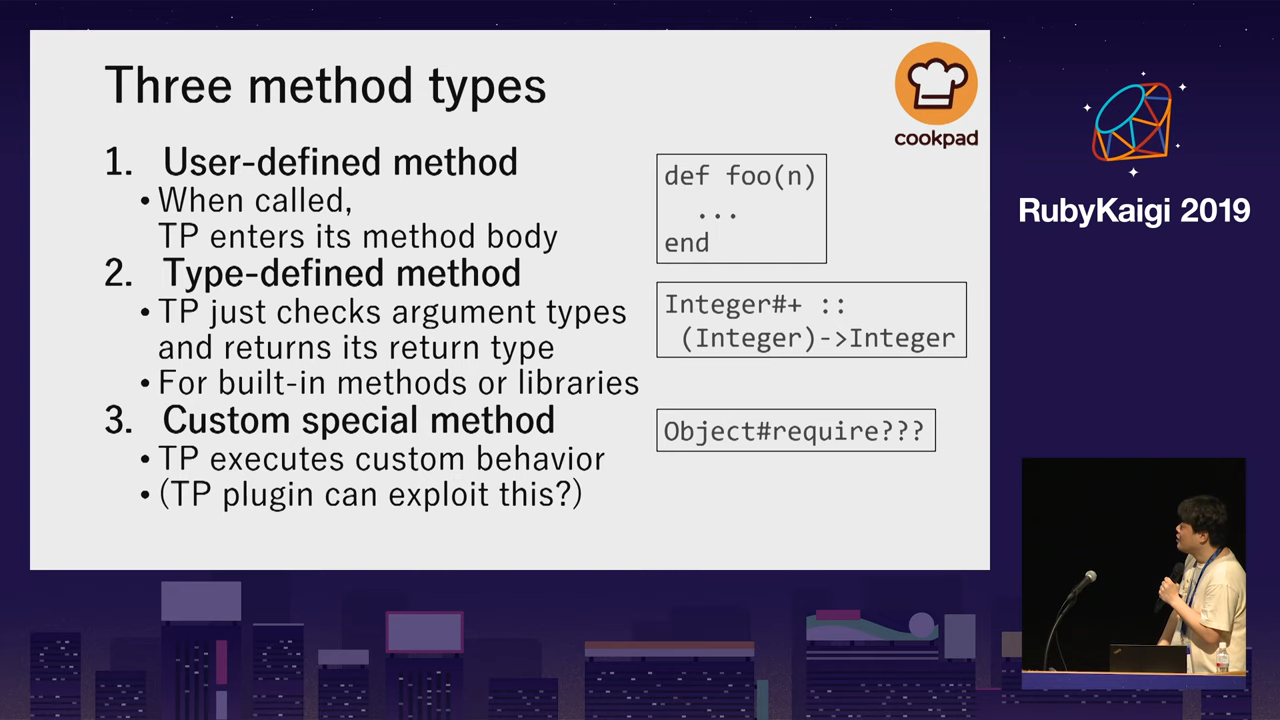 Three method types
cookpad
1. User-defined method
• When called,
TP enters its method body
def foo(n)
...
end
2. Type-defined method
• TP just checks argument types
and returns its return type
• For built-in methods or libraries
Integer#+ ::
(Integer)->Integer
3. Custom special method
• TP executes custom behavior
• (TP plugin can exploit this?)
Object#require???
RubyKaigi 2019